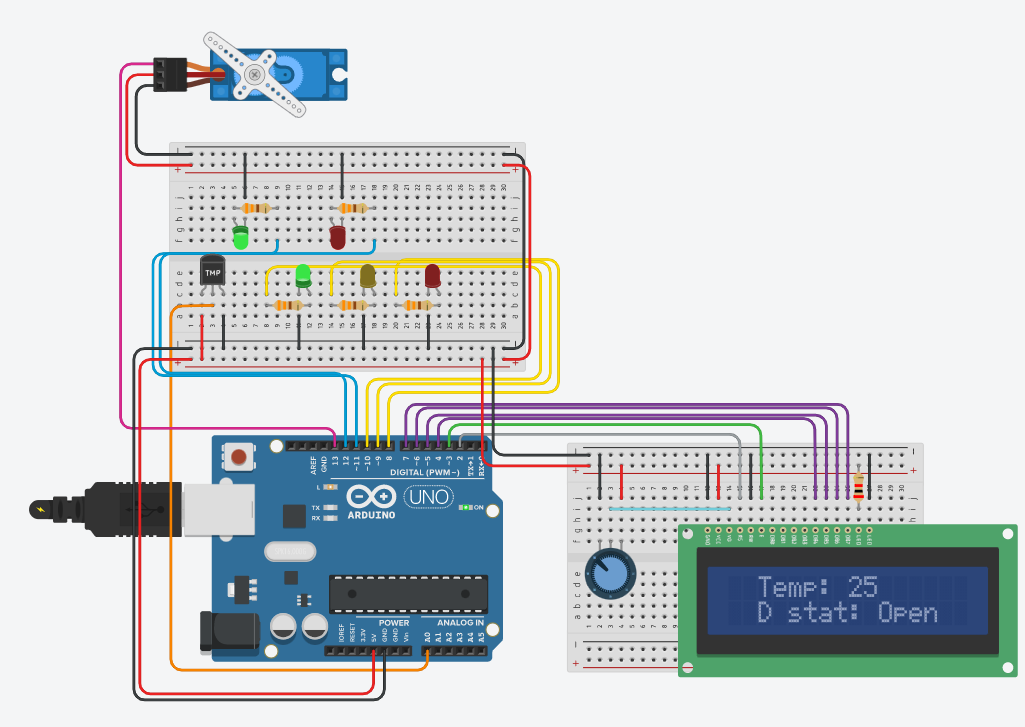 TMP
AREF
GND
13
12
~11
~10
~9
8
7
~6
~5
4
~3
2
TX→1
RX←0
DIGITAL (PWM~)
L
TX
RX
ARDUINO
UNO
ON
POWER
ANALOG IN
IOREF
RESET
3.3V
5V
GND
GND
Vin
A0
A1
A2
A3
A4
A5
Temp: 25
D stat: Open